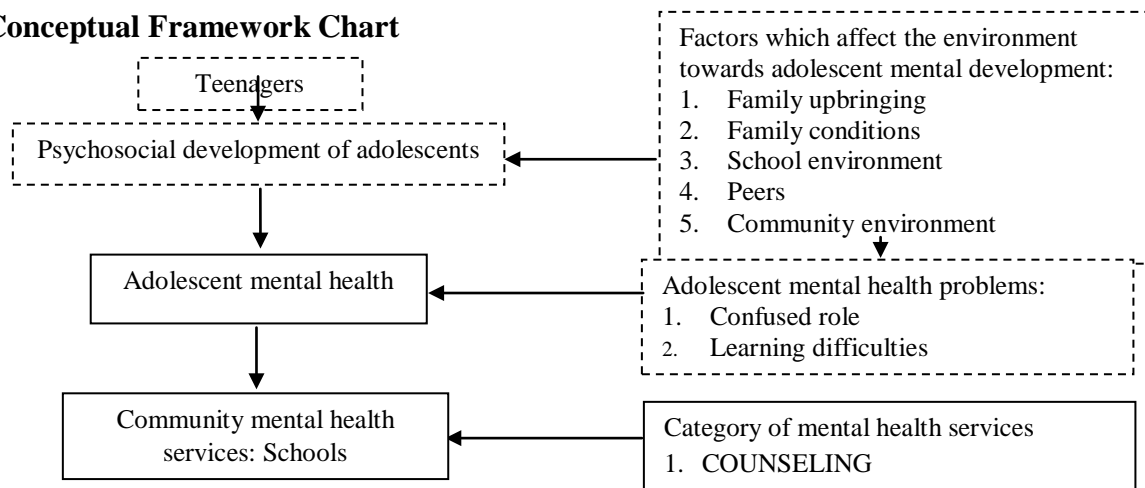 Conceptual Framework Chart
Teenagers
Psychosocial development of adolescents
Adolescent mental health
Community mental health
services: Schools
Factors which affect the environment
towards adolescent mental development:
1. Family upbringing
2. Family conditions
3. School environment
4. Peers
5. Community environment
Adolescent mental health problems:
1. Confused role
2. Learning difficulties
Category of mental health services
1. COUNSELING